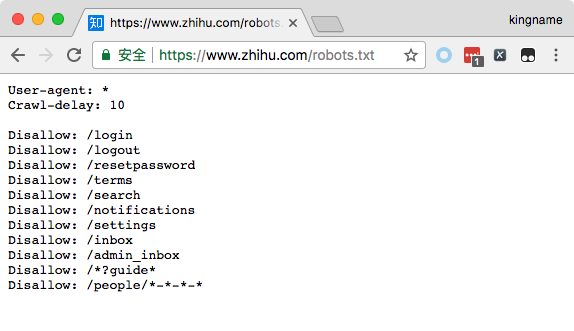 知 https://www.zhihu.com/robots
kingname
安全 https://www.zhihu.com/robots.txt
1
X
User-agent: *
Crawl-delay: 10
Disallow: /login
Disallow: /logout
Disallow: /resetpassword
Disallow: /terms
Disallow: /search
Disallow: /notifications
Disallow: /settings
Disallow: /inbox
Disallow: /admin_inbox
Disallow: /*?guide*
Disallow: /people/*-*-*-*